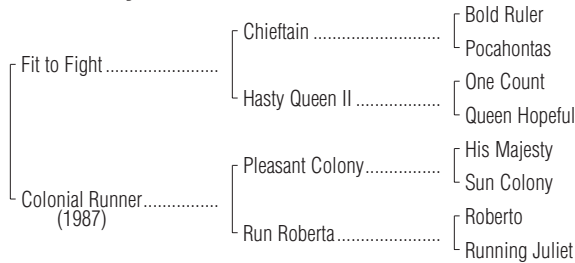 Bold Ruler
Chieftain ........................
Pocahontas
Fit to Fight ......................
One Count
Hasty Queen II ................
Queen Hopeful
His Majesty
Pleasant Colony...............
Sun Colony
Colonial Runner...............
(1987)
Roberto
Run Roberta.....................
Running Juliet